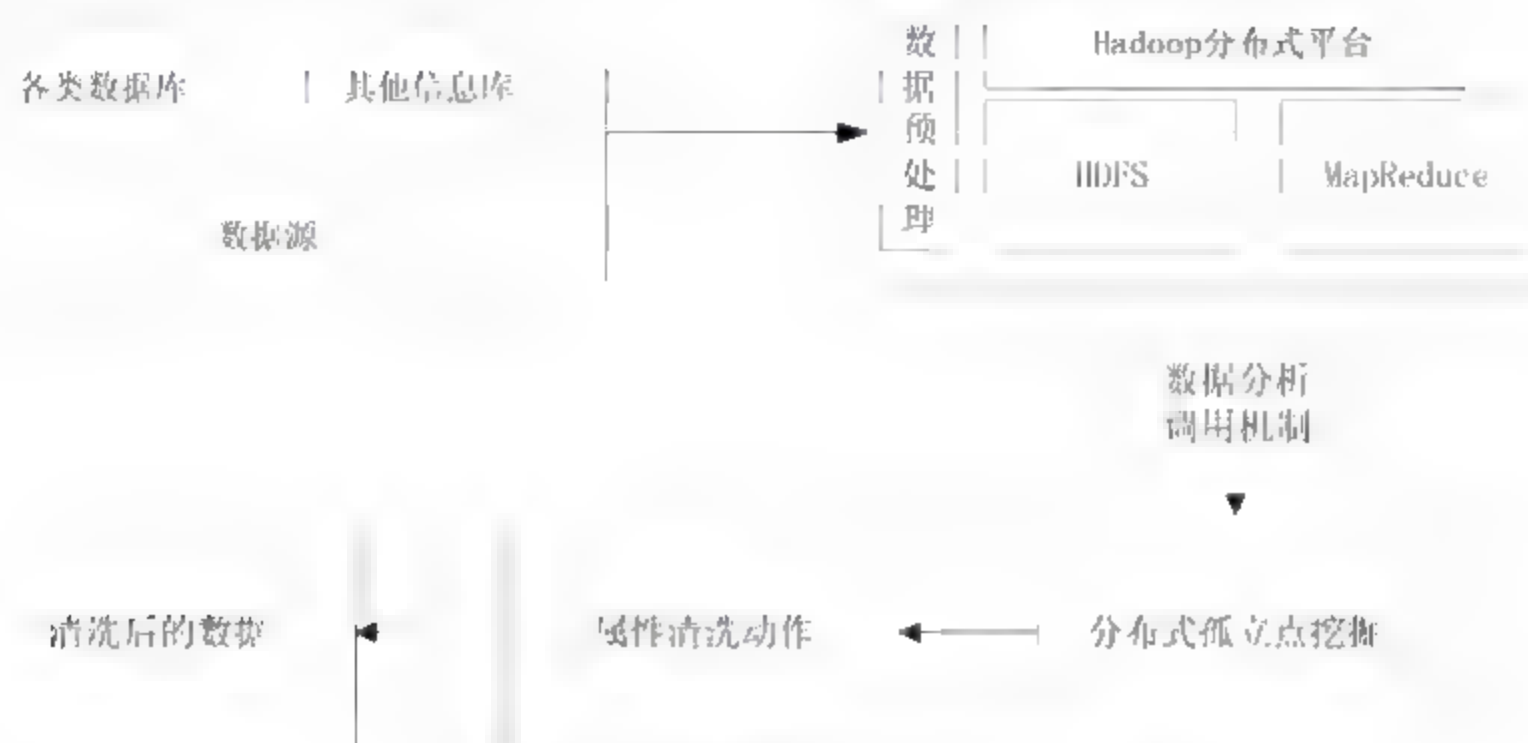 各类数据库
其他信息库
数据源
数据预处理
Hadoop分布式平台
HDFS
MapReduce
数据分析
调用机制
分布式孤立点挖掘
属性清洗动作
清洗后的数据